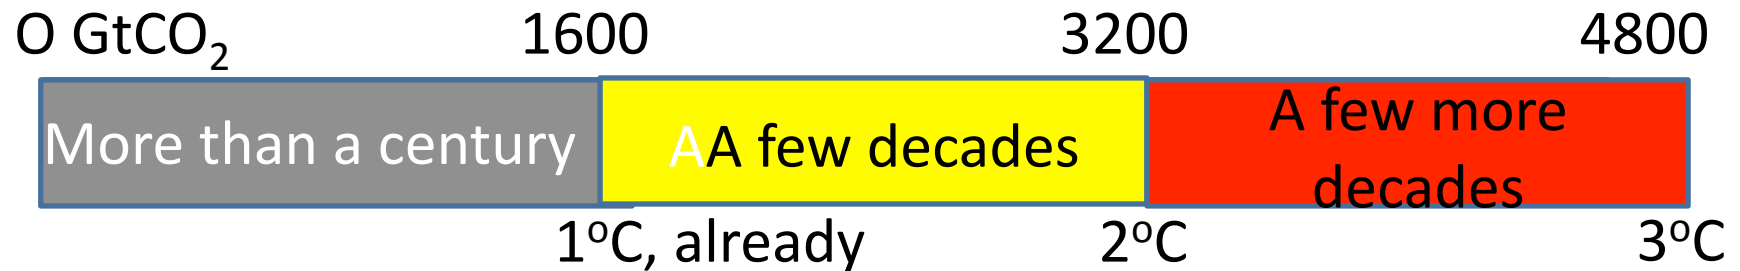 O GtCO₂ 1600 3200 4800
More than a century AA few decades A few more
decades
1ºC, already 2ºC 3ºC